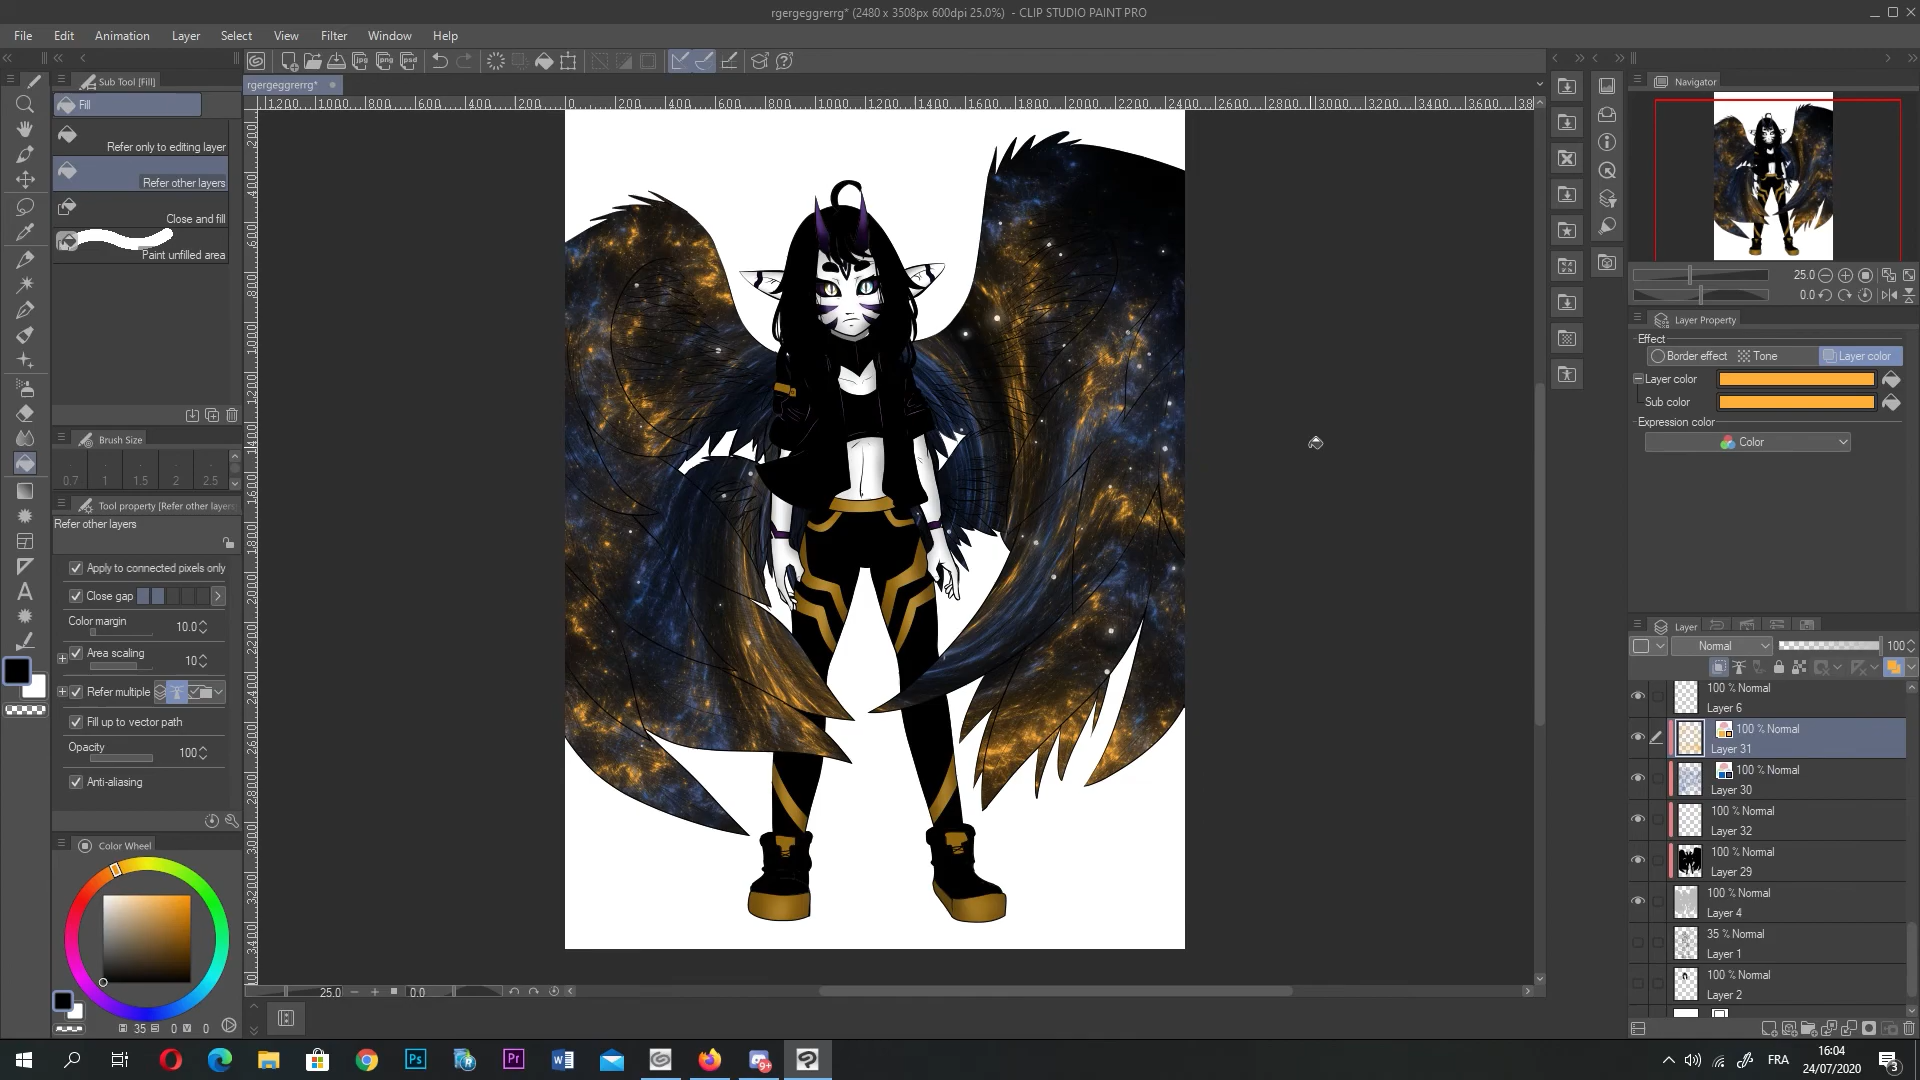 rgergeggrerrg* (2480 x 3508px 600dpi 25.0%) - CLIP STUDIO PAINT PRO
File Edit Animation Layer Select View Filter Window Help
Sub Tool [Fill]
Fill
Refer only to editing layer
Refer other layers
Close and fill
Paint unfilled area
Brush Size
0.7 1 1.5 2 2.5
Tool property [Refer other layers
Refer other layers
Apply to connected pixels only
Close gap
Color margin 10.0
Area scaling 10
Refer multiple
Fill up to vector path
Opacity 100
Anti-aliasing
Color Wheel
H 35 S 0 V 0
rgergeggrerrg*
25.0 0.0
Navigator
25.0
0.0
Layer Property
Effect
Border effect Tone Layer color
Layer color
Sub color
Expression color
Color
Layer
Normal 100
100 % Normal
Layer 6
100 % Normal
Layer 31
100 % Normal
Layer 30
100 % Normal
Layer 32
100 % Normal
Layer 29
100 % Normal
Layer 4
35 % Normal
Layer 1
100 % Normal
Layer 2
Ps Pr W 9+
FRA
16:04
24/07/2020
3